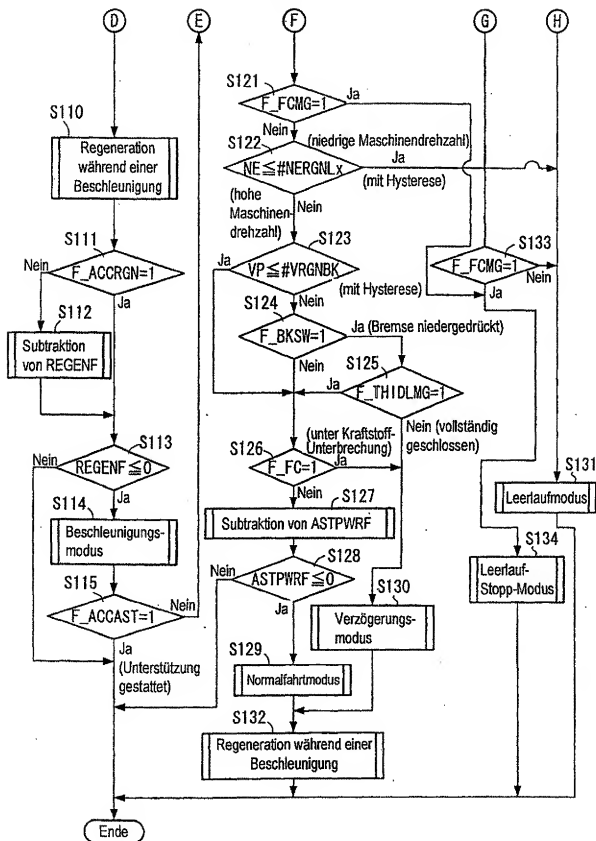 D
E
F
G
H
S110
Regeneration
während einer
Beschleunigung
S111
F_ACCRGN=1
Nein
Ja
S112
Subtraktion
von REGENF
S113
REGENF≦0
Nein
Ja
S114
Beschleunigungs-
modus
S115
F_ACCAST=1
Nein
Ja
(Unterstützung
gestattet)
Ende
S121
F_FCMG=1
Ja
Nein
S122
(niedrige Maschinendrehzahl)
NE≦#NERGNLx
Ja
(mit Hysterese)
(hohe
Maschinen-
drehzahl)
Nein
S123
Ja
VP≦#VRGNBK
(mit Hysterese)
Nein
S124
F_BKSW=1
Ja (Bremse niedergedrückt)
Nein
S125
Ja
F_THIDLMG=1
Nein (vollständig
geschlossen)
S126
(unter Kraftstoff-
Unterbrechung)
F_FC=1
Ja
Nein
S127
Subtraktion von ASTPWRF
S128
Nein
ASTPWRF≦0
Ja
S129
Normalfahrtmodus
S130
Verzögerungs-
modus
S132
Regeneration während einer
Beschleunigung
S133
F_FCMG=1
Nein
Ja
S131
Leerlaufmodus
S134
Leerlauf-
Stopp-Modus